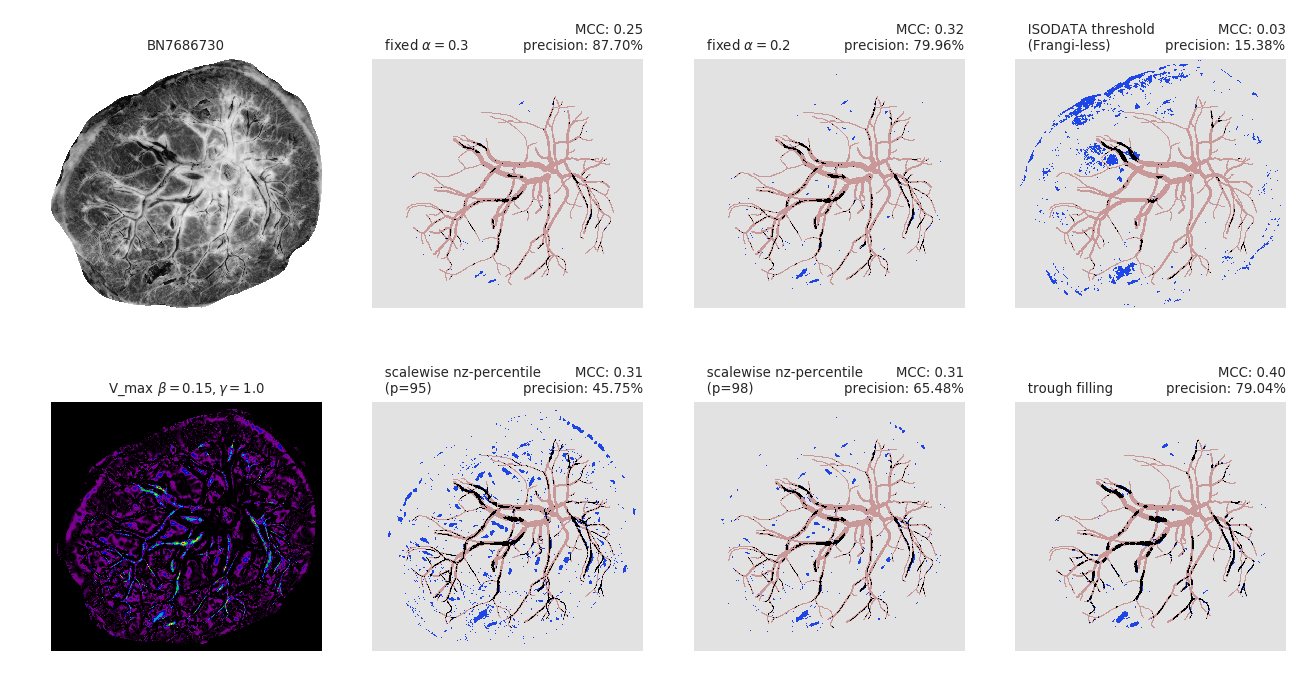 BN7686730
fixed α = 0.3
MCC: 0.25
precision: 87.70%
fixed α = 0.2
MCC: 0.32
precision: 79.96%
ISODATA threshold
(Frangi-less)
MCC: 0.03
precision: 15.38%
V_max β = 0.15, γ = 1.0
scalewise nz-percentile
(p=95)
MCC: 0.31
precision: 45.75%
scalewise nz-percentile
(p=98)
MCC: 0.31
precision: 65.48%
trough filling
MCC: 0.40
precision: 79.04%